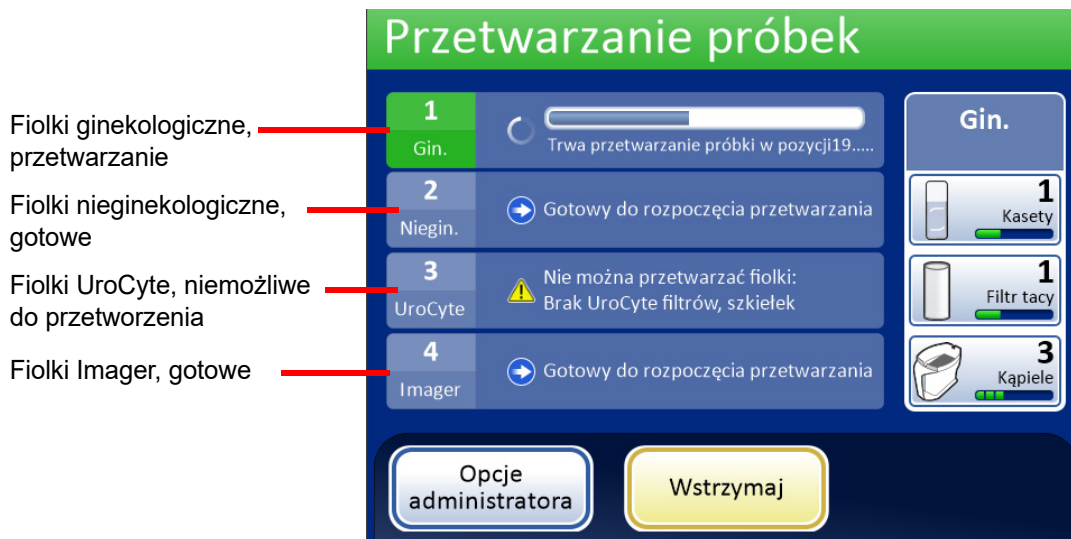 Przetwarzanie próbek
Fiolki ginekologiczne,
przetwarzanie
Fiolki nieginekologiczne,
gotowe
Fiolki UroCyte, niemożliwe
do przetworzenia
Fiolki Imager, gotowe
1
Gin.
Trwa przetwarzanie próbki w pozycji19.....
2
Niegin.
Gotowy do rozpoczęcia przetwarzania
3
UroCyte
Nie można przetwarzać fiolki:
Brak UroCyte filtrów, szkiełek
4
Imager
Gotowy do rozpoczęcia przetwarzania
Gin.
1
Kasety
1
Filtr tacy
3
Kąpiele
Opcje
administratora
Wstrzymaj